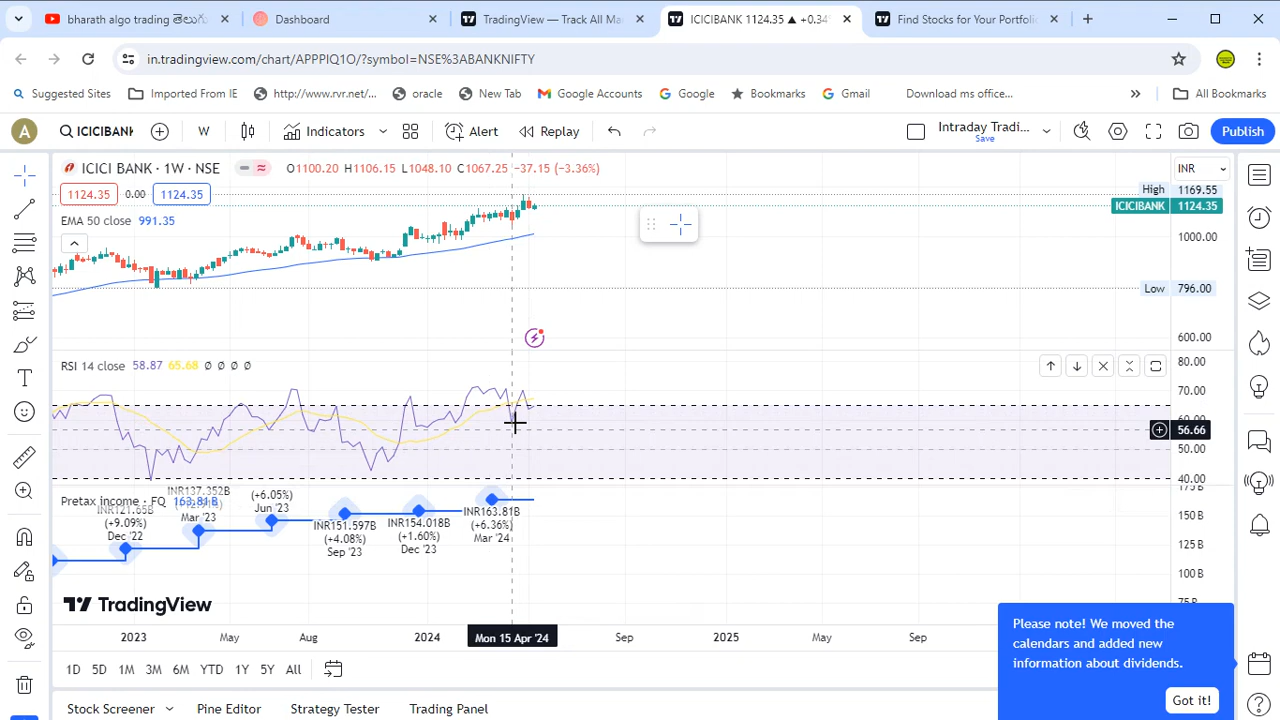 bharath algo trading తెలుగు
Dashboard
TradingView — Track All Ma
ICICIBANK 1124.35 ▲ +0.34
Find Stocks for Your Portfolio
in.tradingview.com/chart/APPPIQ1O/?symbol=NSE%3ABANKNIFTY
Suggested Sites
Imported From IE
http://www.rvr.net/...
oracle
New Tab
Google Accounts
Google
Bookmarks
Gmail
Download ms office...
All Bookmarks
A
ICICIBANK
W
Indicators
Alert
Replay
Intraday Tradi...
Save
Publish
ICICI BANK · 1W · NSE
O1100.20 H1106.15 L1048.10 C1067.25 −37.15 (−3.36%)
INR
1124.35 0.00 1124.35
High 1169.55
ICICIBANK 1124.35
EMA 50 close 991.35
1000.00
Low 796.00
600.00
RSI 14 close 58.87 65.68 Ø Ø Ø Ø
80.00
70.00
60.00
56.66
50.00
40.00
Pretax income · FQ 163.81B
175 B
150 B
125 B
100 B
75 B
INR121.65B
(+9.09%)
Dec '22
INR137.352B
Mar '23
(+6.05%)
Jun '23
INR151.597B
(+4.08%)
Sep '23
INR154.018B
(+1.60%)
Dec '23
INR163.81B
(+6.36%)
Mar '24
TradingView
2023 May Aug 2024 Mon 15 Apr '24 Sep 2025 May Sep
Please note! We moved the
calendars and added new
information about dividends.
Got it!
1D 5D 1M 3M 6M YTD 1Y 5Y All
Stock Screener
Pine Editor
Strategy Tester
Trading Panel